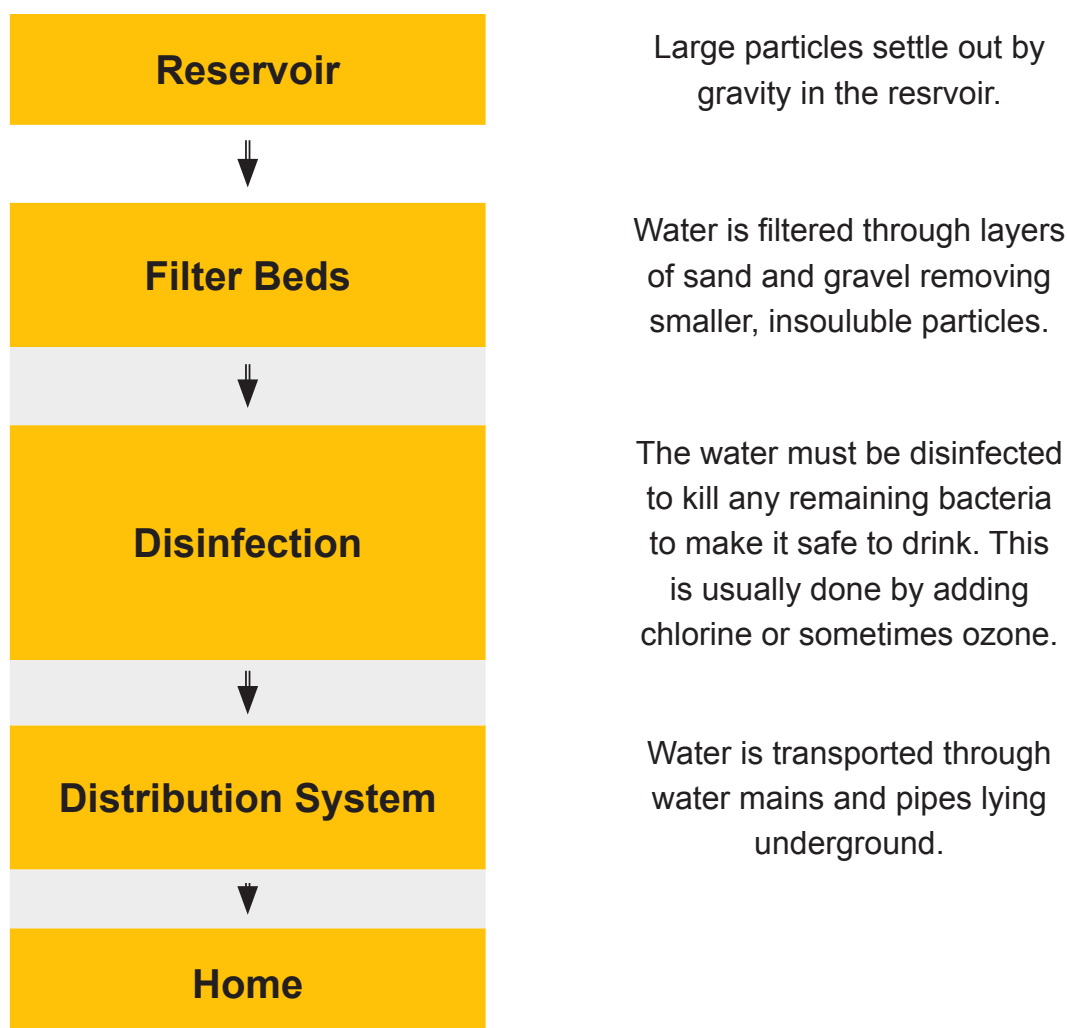 Reservoir
Large particles settle out by
gravity in the resrvoir.
Filter Beds
Water is filtered through layers
of sand and gravel removing
smaller, insouluble particles.
Disinfection
The water must be disinfected
to kill any remaining bacteria
to make it safe to drink. This
is usually done by adding
chlorine or sometimes ozone.
Distribution System
Water is transported through
water mains and pipes lying
underground.
Home